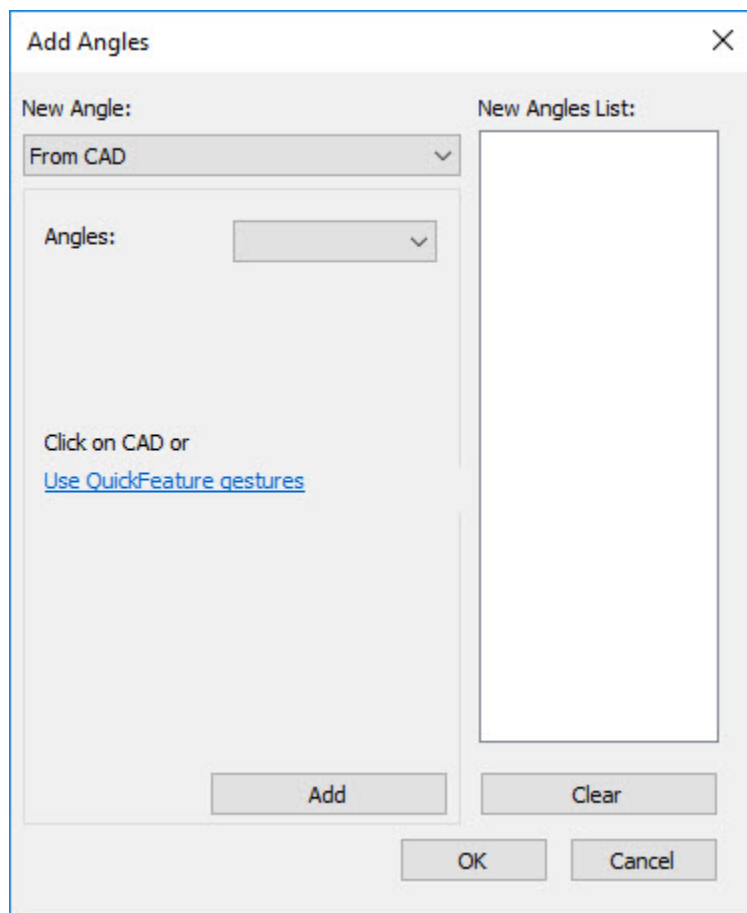 Add Angles
New Angle:
New Angles List:
From CAD
Angles:
Click on CAD or
Use QuickFeature gestures
Add
Clear
OK
Cancel